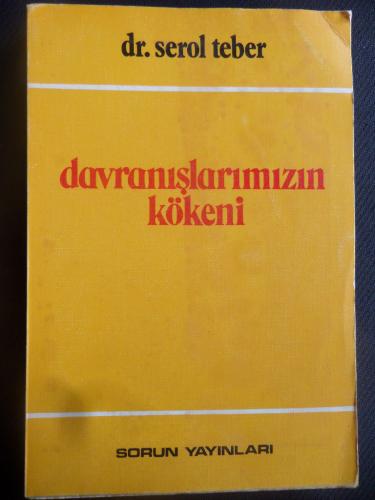 dr. serol teber
davranışlarımızın
kökeni
SORUN YAYINLARI